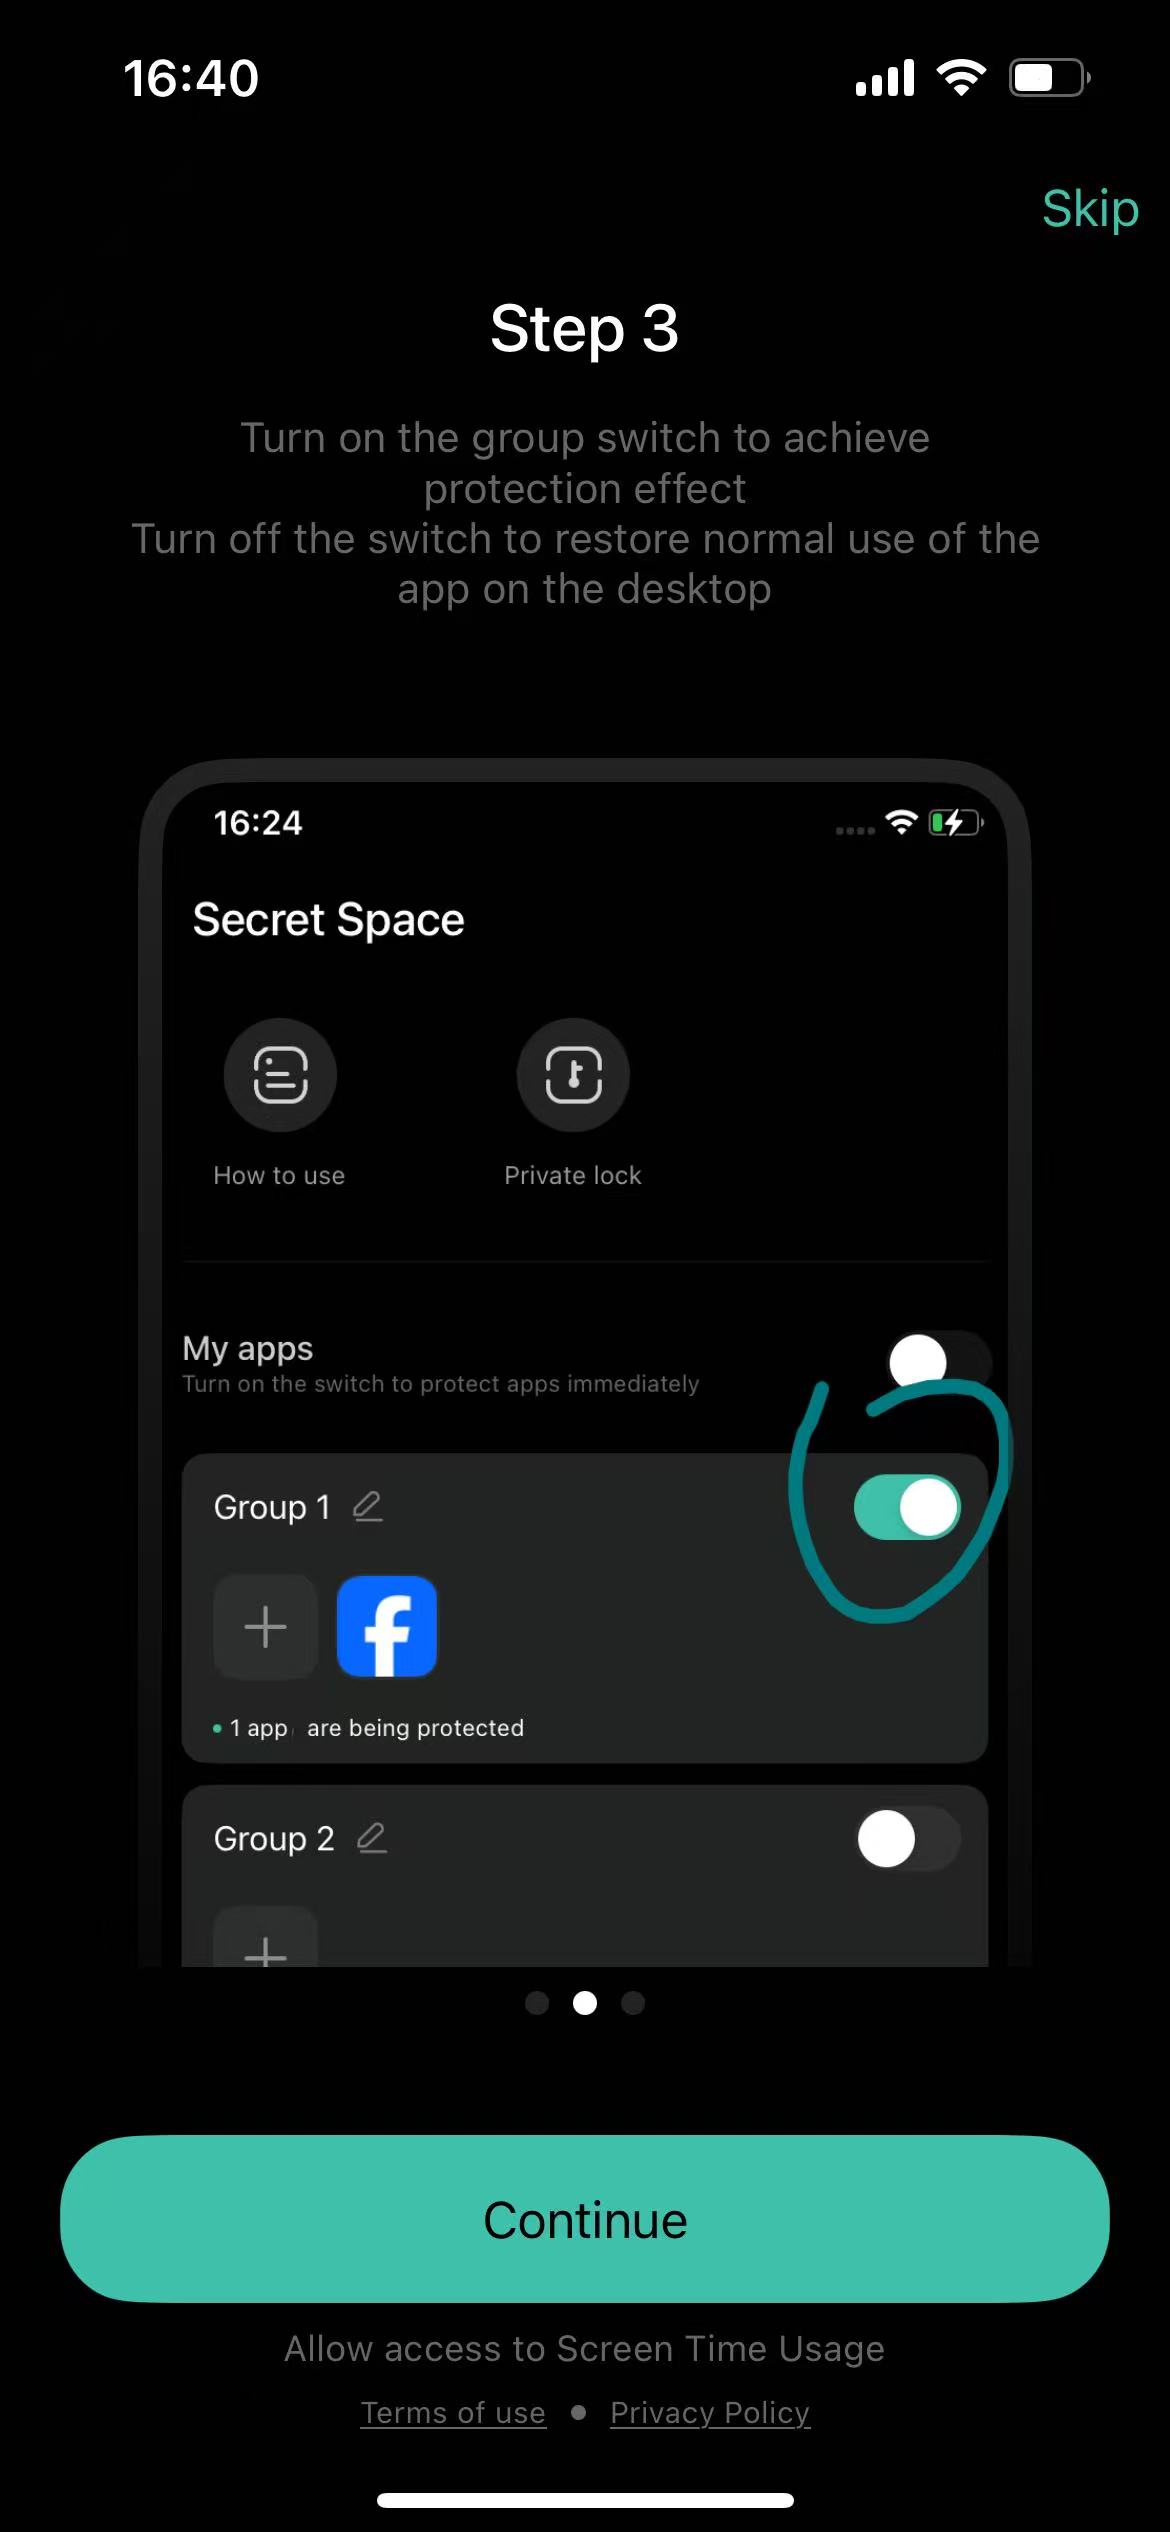 16:40
Skip
Step 3
Turn on the group switch to achieve
protection effect
Turn off the switch to restore normal use of the
app on the desktop
16:24
Secret Space
How to use
Private lock
My apps
Turn on the switch to protect apps immediately
Group 1
1 app are being protected
Group 2
Continue
Allow access to Screen Time Usage
Terms of use • Privacy Policy